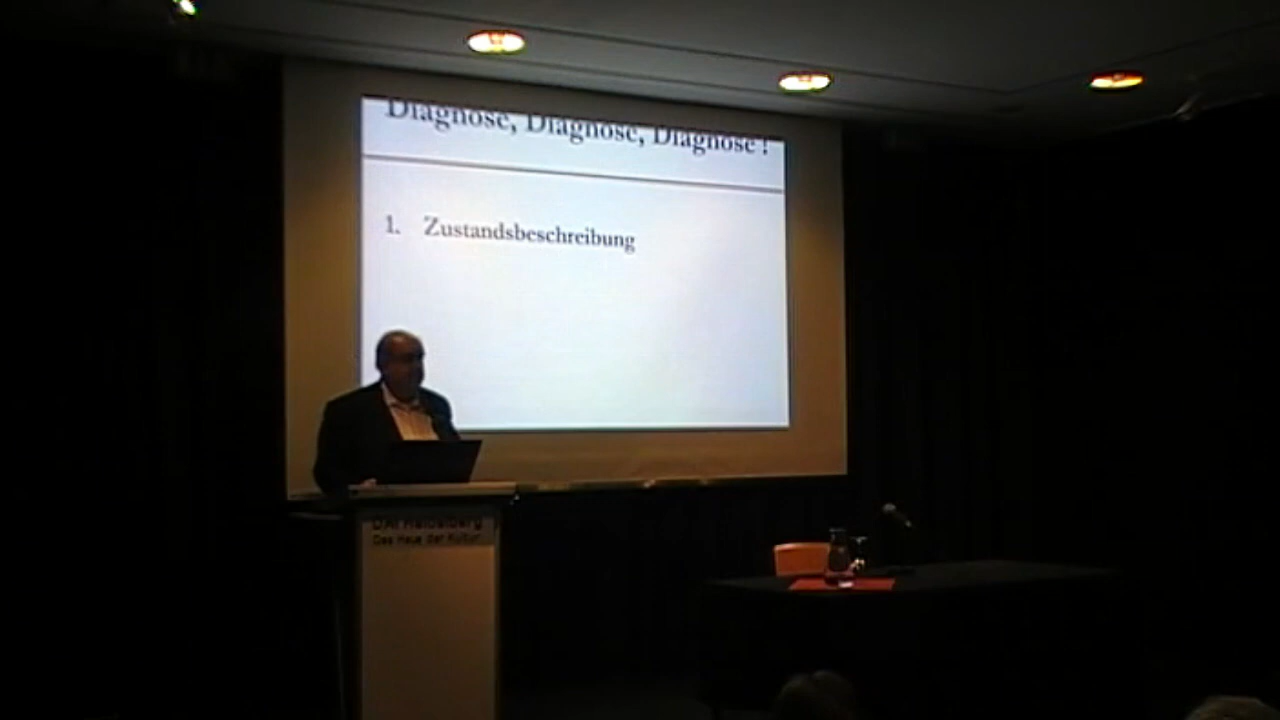 Diagnose, Diagnose, Diagnose !
1. Zustandsbeschreibung
DAI Heidelberg
Das Haus der Kultur